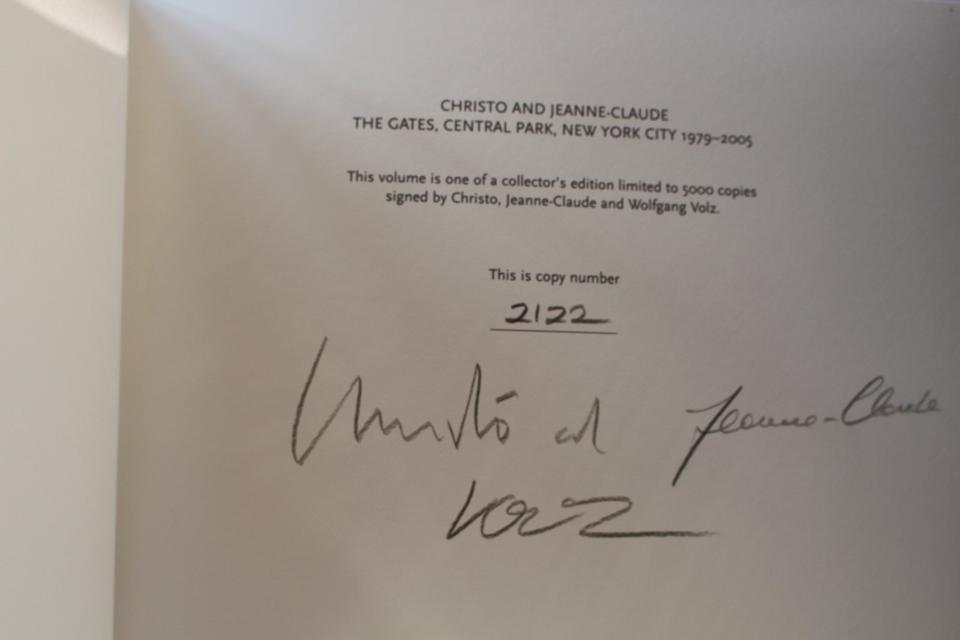 CHRISTO AND JEANNE-CLAUDE
THE GATES, CENTRAL PARK, NEW YORK CITY 1979–2005
This volume is one of a collector's edition limited to 5000 copies
signed by Christo, Jeanne-Claude and Wolfgang Volz.
This is copy number
2122
Christo and Jeanne-Claude
Volz